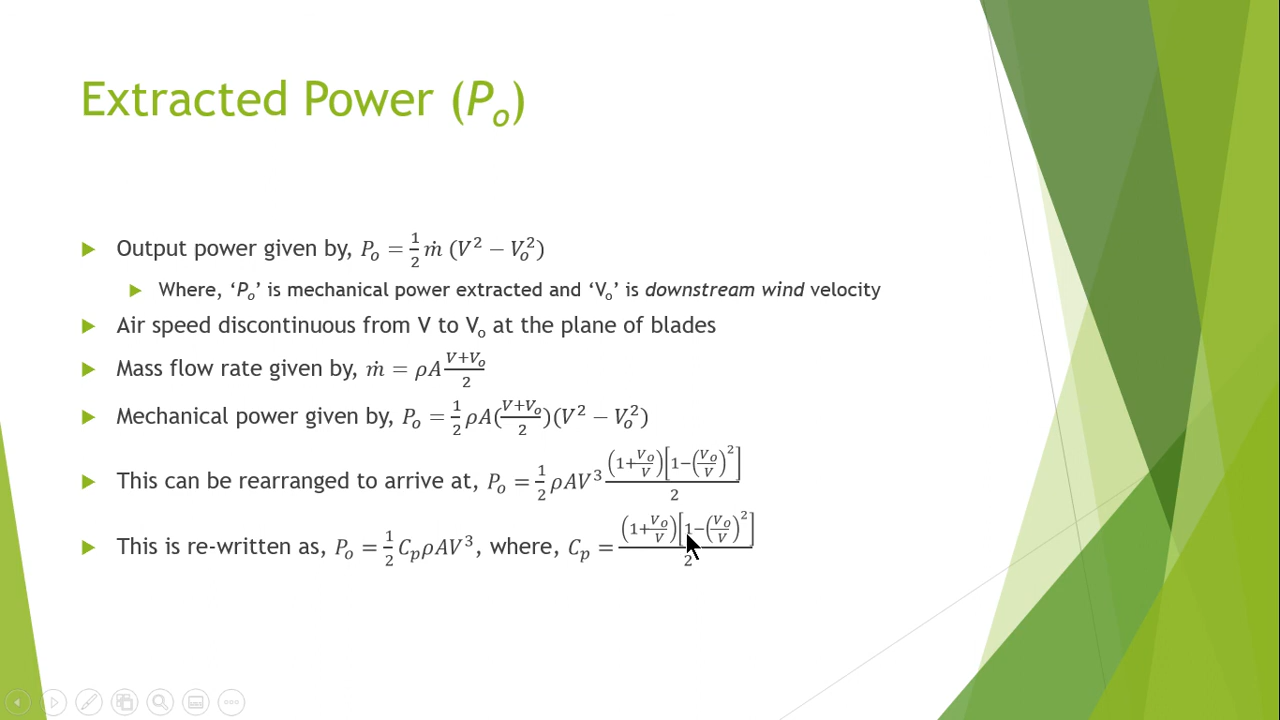 Extracted Power (Pₒ)
Output power given by, Pₒ = 1/2 ṁ (V² − Vₒ²)
Where, ‘Pₒ’ is mechanical power extracted and ‘Vₒ’ is downstream wind velocity
Air speed discontinuous from V to Vₒ at the plane of blades
Mass flow rate given by, ṁ = ρA (V+Vₒ)/2
Mechanical power given by, Pₒ = 1/2 ρA((V+Vₒ)/2)(V² − Vₒ²)
This can be rearranged to arrive at, Pₒ = 1/2 ρAV³ (1+Vₒ/V)[1−(Vₒ/V)²]/2
This is re-written as, Pₒ = 1/2 CₚρAV³, where, Cₚ = (1+Vₒ/V)[1−(Vₒ/V)²]/2